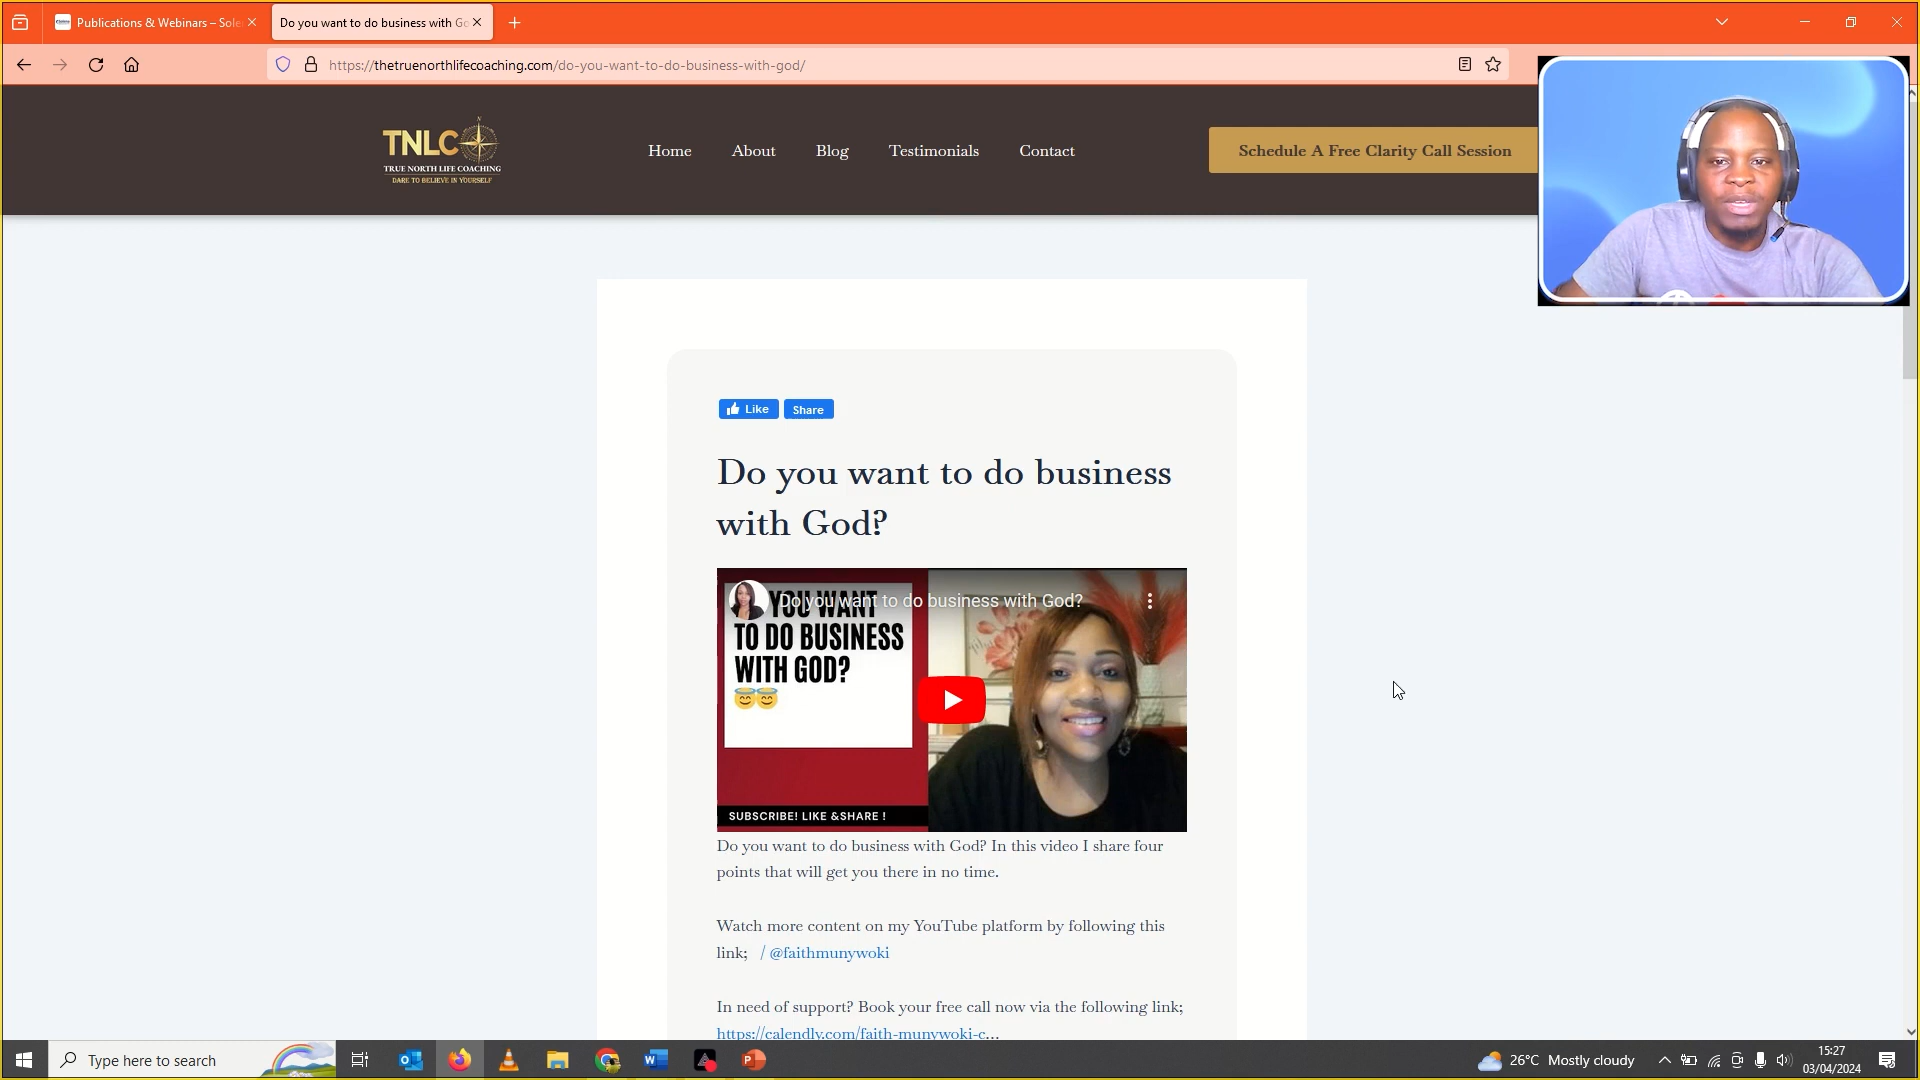 Publications & Webinars – Sole
Do you want to do business with Go
https://thetruenorthlifecoaching.com/do-you-want-to-do-business-with-god/
TNLC
N
TRUE NORTH LIFE COACHING
DARE TO BELIEVE IN YOURSELF
Home
About
Blog
Testimonials
Contact
Schedule A Free Clarity Call Session
Like
Share
Do you want to do business
with God?
Do you want to do business with God?
YOU WANT
TO DO BUSINESS
WITH GOD?
SUBSCRIBE! LIKE &SHARE !
Do you want to do business with God? In this video I share four
points that will get you there in no time.
Watch more content on my YouTube platform by following this
link; / @faithmunywoki
In need of support? Book your free call now via the following link;
https://calendly.com/faith-munywoki-c...
Type here to search
26°C Mostly cloudy
15:27
03/04/2024